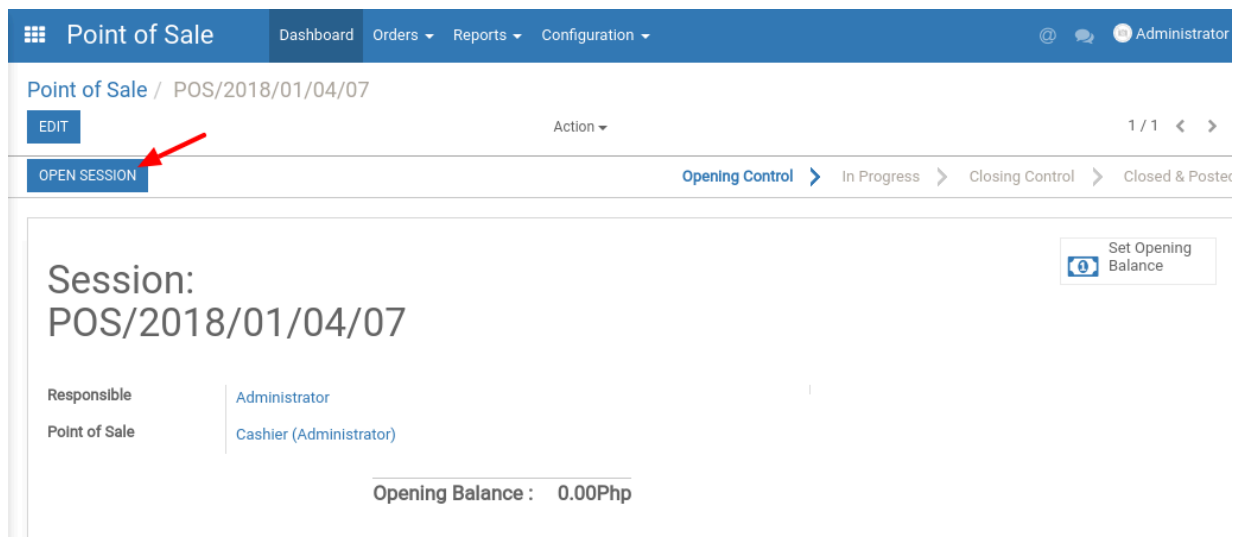 Point of Sale Dashboard Orders Reports Configuration @ Administrator
Point of Sale / POS/2018/01/04/07
EDIT Action 1 / 1
OPEN SESSION Opening Control In Progress Closing Control Closed & Posted
Set Opening
Balance
Session:
POS/2018/01/04/07
Responsible Administrator
Point of Sale Cashier (Administrator)
Opening Balance : 0.00Php